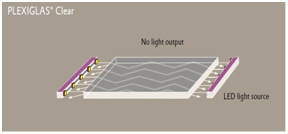 PLEXIGLAS® Clear
No light output
LED light source